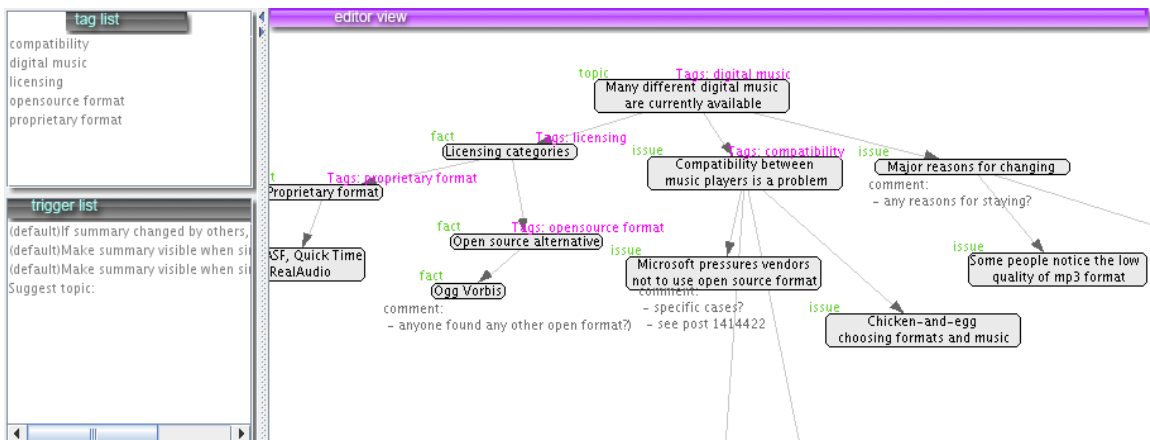 tag list
compatibility
digital music
licensing
opensource format
proprietary format
trigger list
(default)If summary changed by others,
(default)Make summary visible when
(default)Make summary visible when
Suggest topic:
editor view
topic
Tags: digital music
Many different digital music
are currently available
fact
Tags: licensing
Licensing categories
issue
Tags: compatibility
Compatibility between
music players is a problem
issue
Major reasons for changing
comment:
- any reasons for staying?
Tags: proprietary format
Proprietary format
ASF, Quick Time
RealAudio
fact
Tags: opensource format
Open source alternative
fact
Ogg Vorbis
comment:
- anyone found any other open format?)
issue
Microsoft pressures vendors
not to use open source format
comment:
- specific cases?
- see post 1414422
issue
Chicken-and-egg
choosing formats and music
issue
Some people notice the low
quality of mp3 format